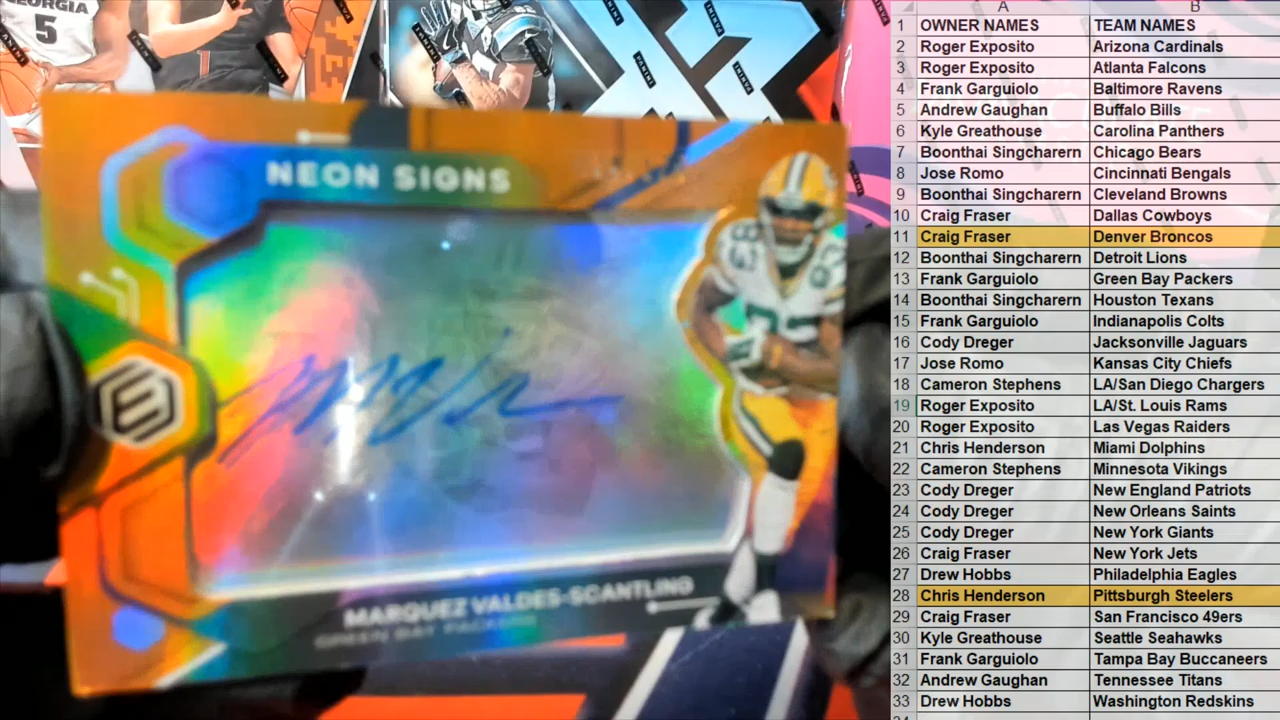 GEORGIA
5
1
PANINI
NEON SIGNS
83
MARQUEZ VALDES-SCANTLING
GREEN BAY PACKERS
A B
1 OWNER NAMES TEAM NAMES
2 Roger Exposito Arizona Cardinals
3 Roger Exposito Atlanta Falcons
4 Frank Garguiolo Baltimore Ravens
5 Andrew Gaughan Buffalo Bills
6 Kyle Greathouse Carolina Panthers
7 Boonthai Singcharern Chicago Bears
8 Jose Romo Cincinnati Bengals
9 Boonthai Singcharern Cleveland Browns
10 Craig Fraser Dallas Cowboys
11 Craig Fraser Denver Broncos
12 Boonthai Singcharern Detroit Lions
13 Frank Garguiolo Green Bay Packers
14 Boonthai Singcharern Houston Texans
15 Frank Garguiolo Indianapolis Colts
16 Cody Dreger Jacksonville Jaguars
17 Jose Romo Kansas City Chiefs
18 Cameron Stephens LA/San Diego Chargers
19 Roger Exposito LA/St. Louis Rams
20 Roger Exposito Las Vegas Raiders
21 Chris Henderson Miami Dolphins
22 Cameron Stephens Minnesota Vikings
23 Cody Dreger New England Patriots
24 Cody Dreger New Orleans Saints
25 Cody Dreger New York Giants
26 Craig Fraser New York Jets
27 Drew Hobbs Philadelphia Eagles
28 Chris Henderson Pittsburgh Steelers
29 Craig Fraser San Francisco 49ers
30 Kyle Greathouse Seattle Seahawks
31 Frank Garguiolo Tampa Bay Buccaneers
32 Andrew Gaughan Tennessee Titans
33 Drew Hobbs Washington Redskins